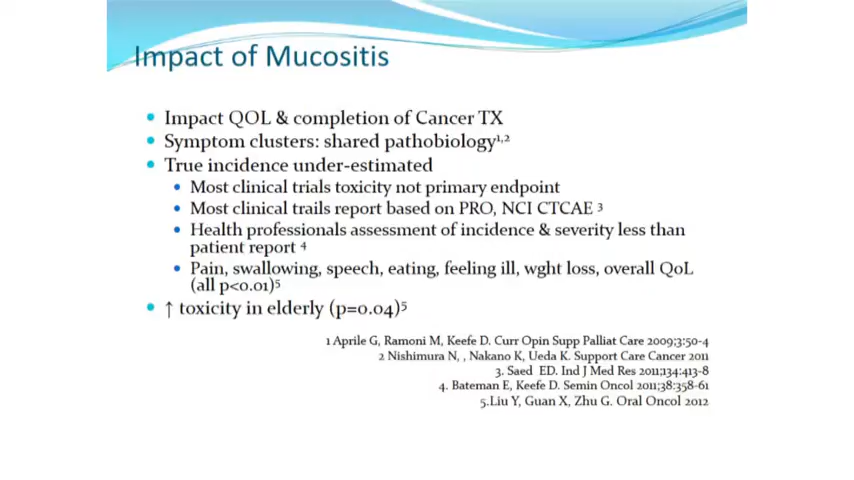 Impact of Mucositis
• Impact QOL & completion of Cancer TX
• Symptom clusters: shared pathobiology¹,²
• True incidence under-estimated
• Most clinical trials toxicity not primary endpoint
• Most clinical trails report based on PRO, NCI CTCAE ³
• Health professionals assessment of incidence & severity less than
patient report ⁴
• Pain, swallowing, speech, eating, feeling ill, wght loss, overall QoL
(all p<0.01)⁵
• ↑ toxicity in elderly (p=0.04)⁵
1 Aprile G, Ramoni M, Keefe D. Curr Opin Supp Palliat Care 2009;3:50-4
2 Nishimura N, , Nakano K, Ueda K. Support Care Cancer 2011
3. Saed ED. Ind J Med Res 2011;134:413-8
4. Bateman E, Keefe D. Semin Oncol 2011;38:358-61
5.Liu Y, Guan X, Zhu G. Oral Oncol 2012